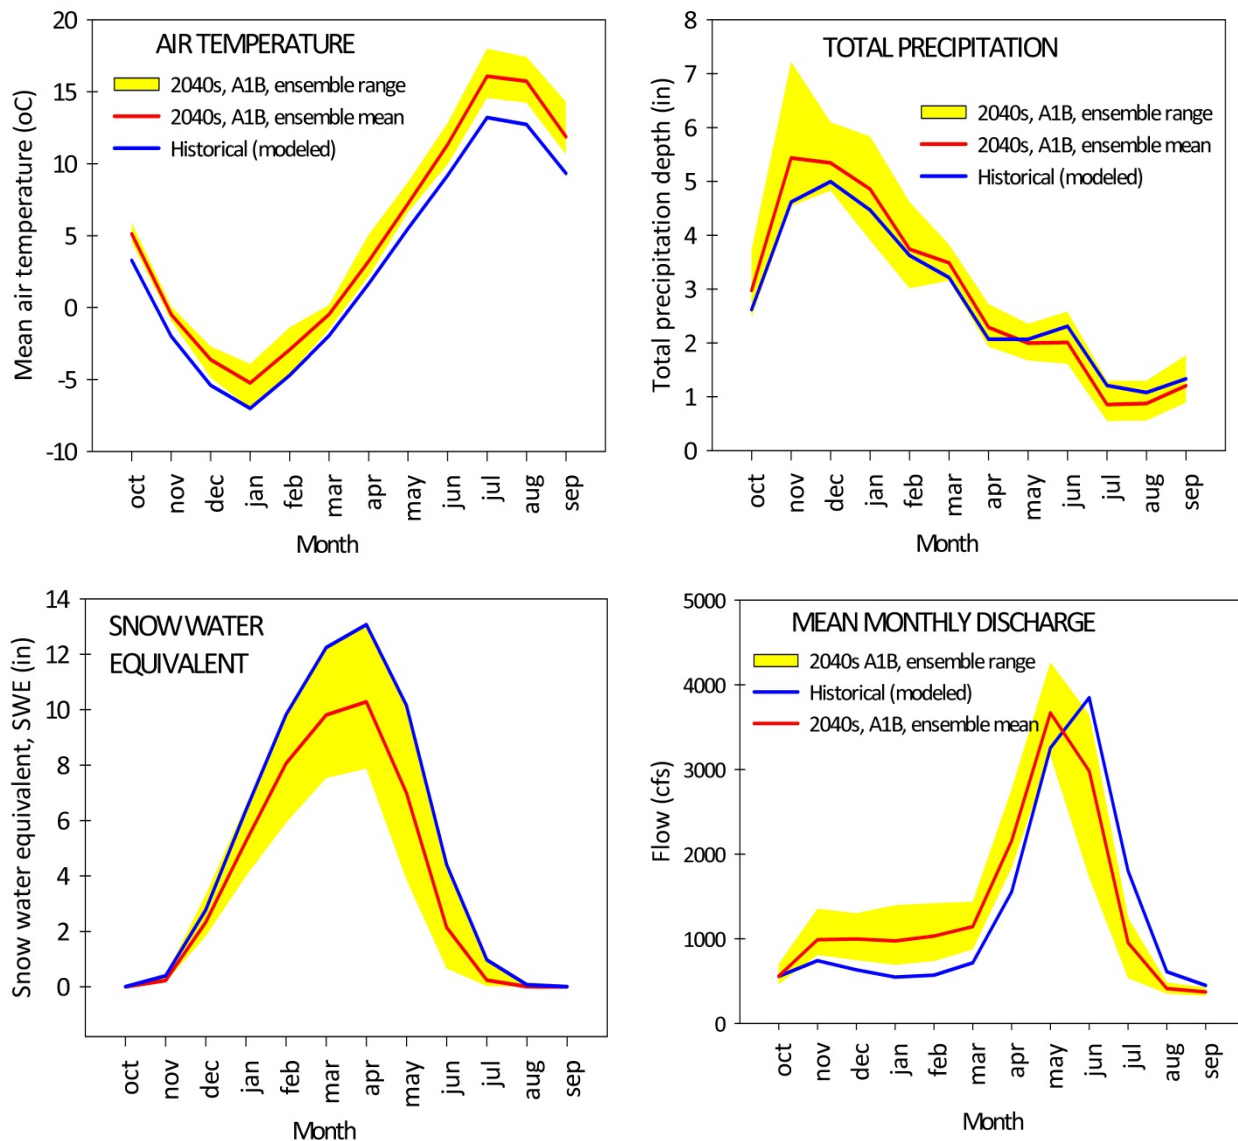 AIR TEMPERATURE
2040s, A1B, ensemble range
2040s, A1B, ensemble mean
Historical (modeled)
Mean air temperature (oC)
20
15
10
5
0
-5
-10
oct
nov
dec
jan
feb
mar
apr
may
jun
jul
aug
sep
Month
TOTAL PRECIPITATION
2040s, A1B, ensemble range
2040s, A1B, ensemble mean
Historical (modeled)
Total precipitation depth (in)
8
7
6
5
4
3
2
1
0
oct
nov
dec
jan
feb
mar
apr
may
jun
jul
aug
sep
Month
SNOW WATER
EQUIVALENT
Snow water equivalent, SWE (in)
14
12
10
8
6
4
2
0
oct
nov
dec
jan
feb
mar
apr
may
jun
jul
aug
sep
Month
MEAN MONTHLY DISCHARGE
2040s A1B, ensemble range
Historical (modeled)
2040s, A1B, ensemble mean
Flow (cfs)
5000
4000
3000
2000
1000
0
oct
nov
dec
jan
feb
mar
apr
may
jun
jul
aug
sep
Month